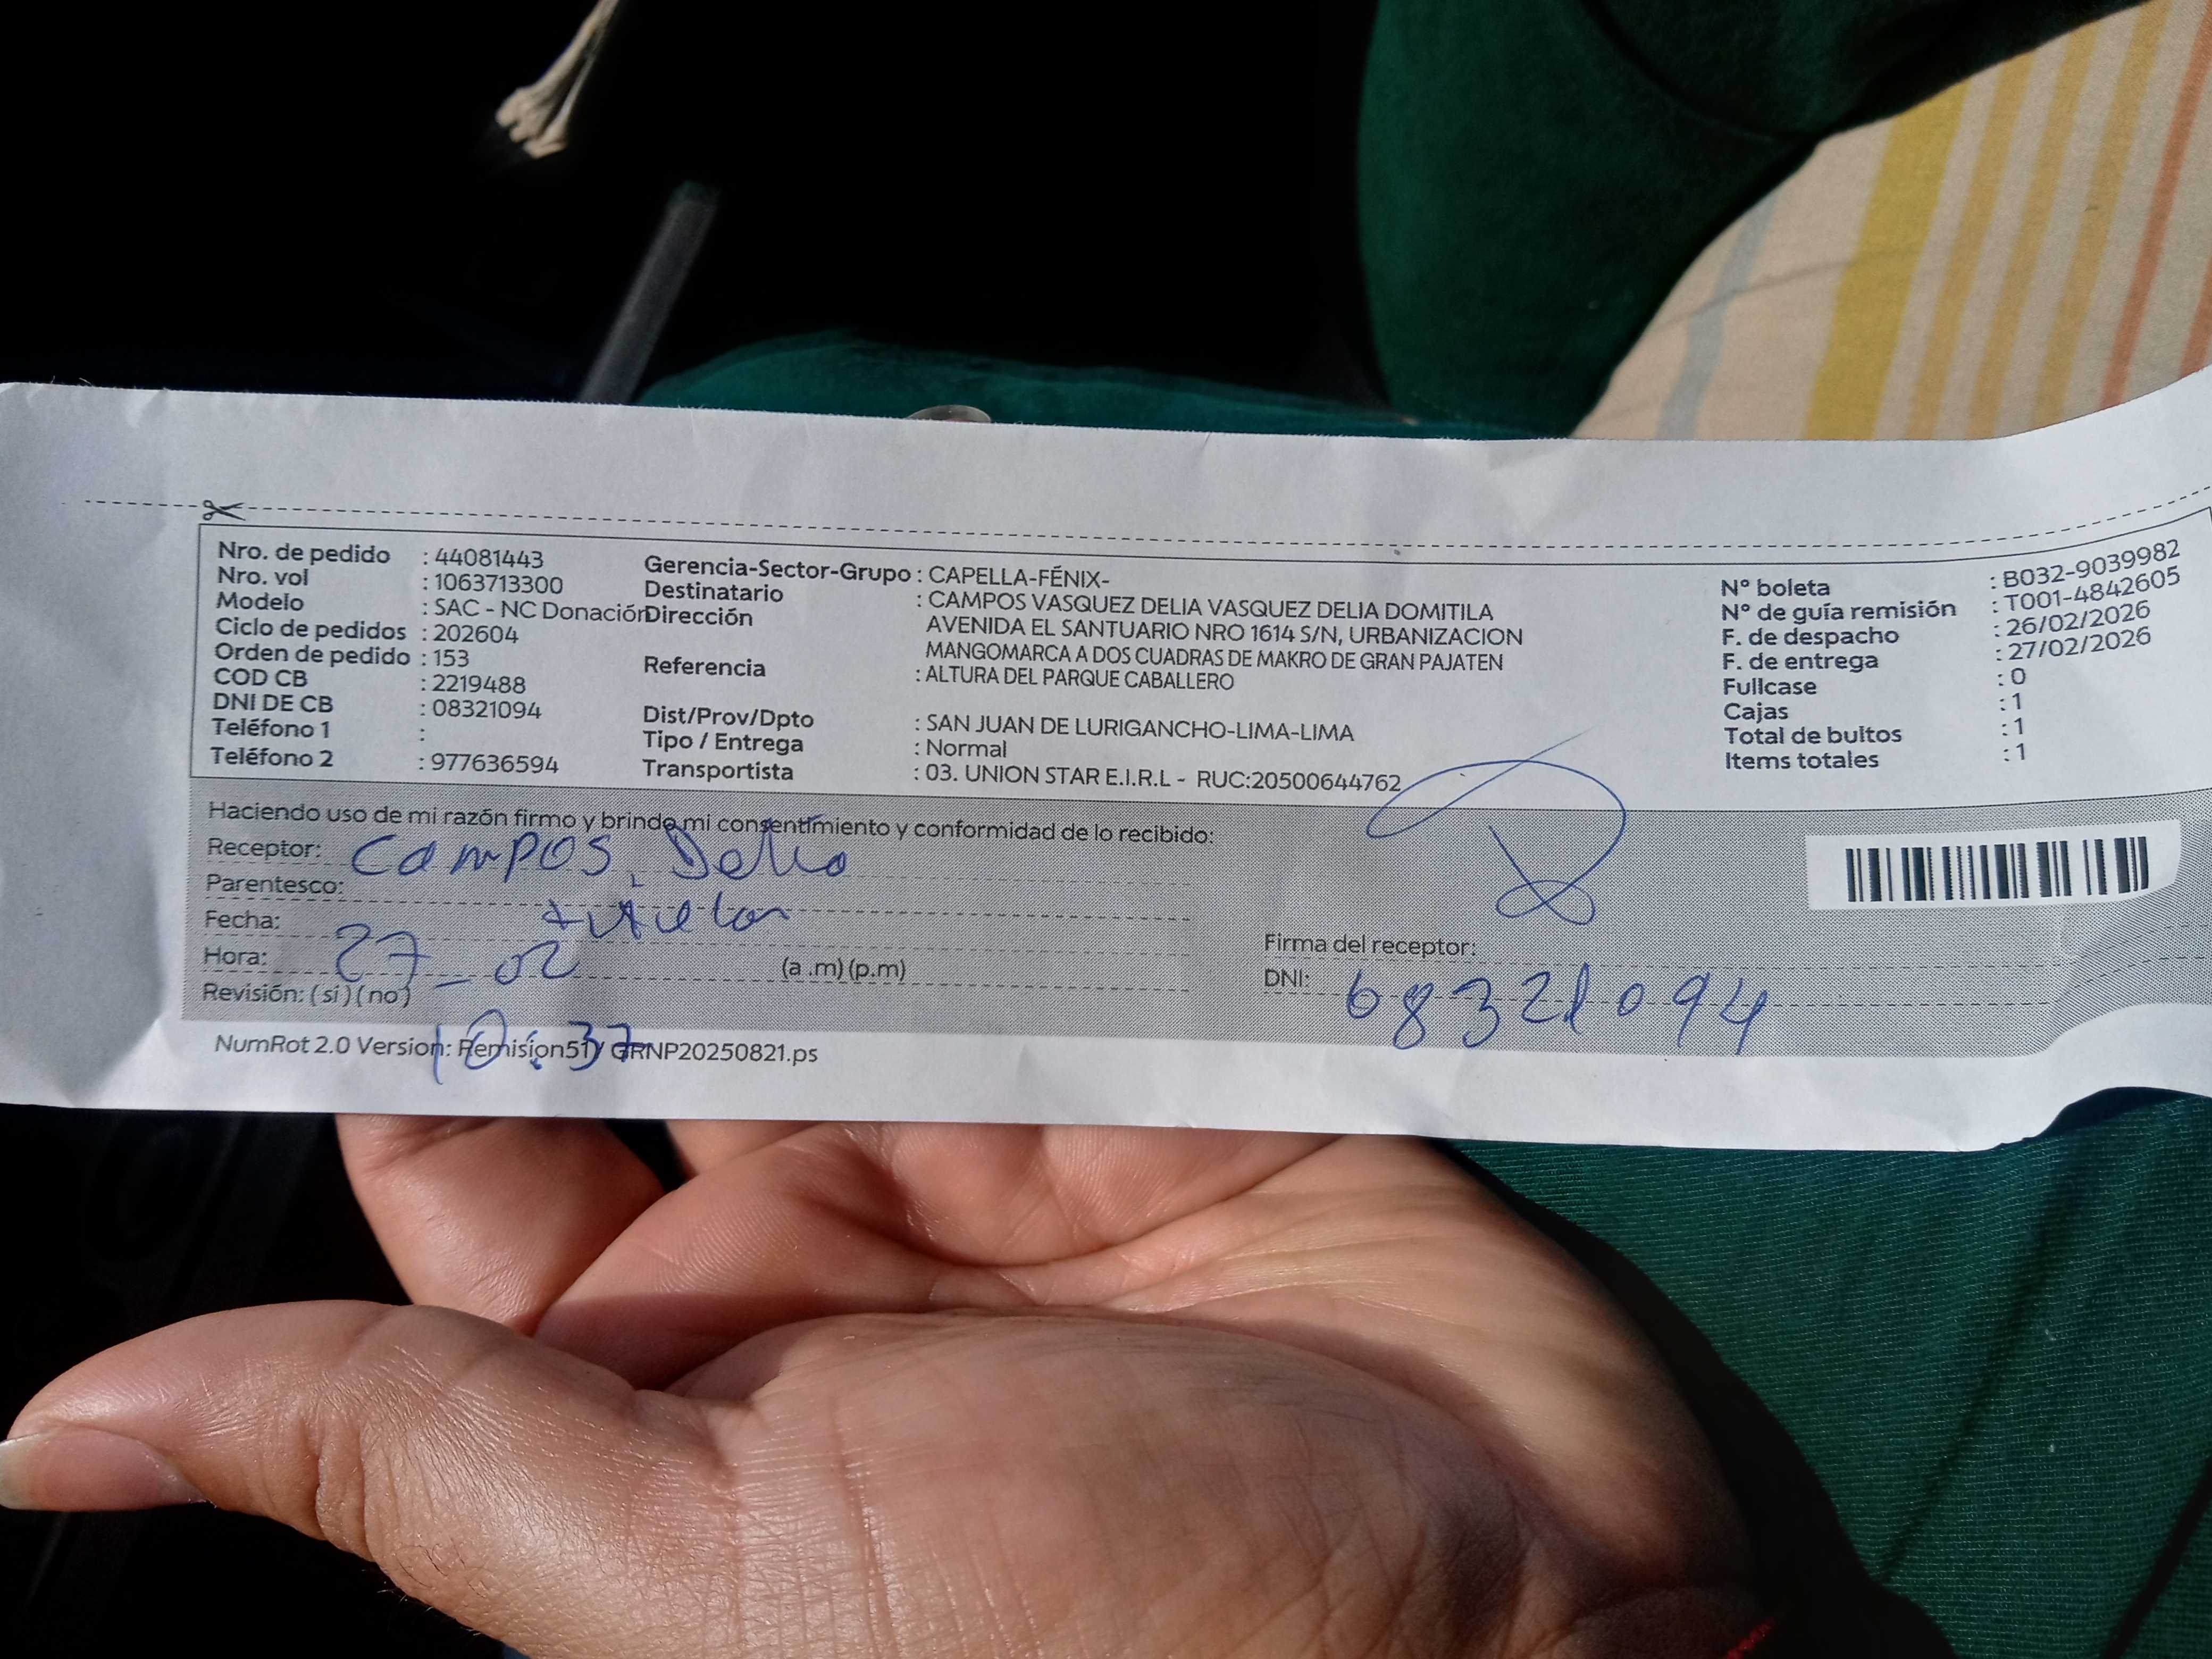 Nro. de pedido : 44081443
Nro. vol : 1063713300
Modelo : SAC - NC Donación
Ciclo de pedidos : 202604
Orden de pedido : 153
COD CB : 2219488
DNI DE CB : 08321094
Teléfono 1 :
Teléfono 2 : 977636594
Gerencia-Sector-Grupo : CAPELLA-FÉNIX-
Destinatario : CAMPOS VASQUEZ DELIA VASQUEZ DELIA DOMITILA
Dirección AVENIDA EL SANTUARIO NRO 1614 S/N, URBANIZACION
MANGOMARCA A DOS CUADRAS DE MAKRO DE GRAN PAJATEN
Referencia : ALTURA DEL PARQUE CABALLERO
Dist/Prov/Dpto : SAN JUAN DE LURIGANCHO-LIMA-LIMA
Tipo / Entrega : Normal
Transportista : 03. UNION STAR E.I.R.L - RUC:20500644762
N° boleta : B032-9039982
N° de guía remisión : T001-4842605
F. de despacho : 26/02/2026
F. de entrega : 27/02/2026
Fullcase : 0
Cajas : 1
Total de bultos : 1
Items totales : 1
Haciendo uso de mi razón firmo y brindo mi consentimiento y conformidad de lo recibido:
Receptor: Campos, Delia
Parentesco:
Fecha: 27-02
Hora: (a .m) (p.m)
Revisión: (si) (no)
10:37
Firma del receptor:
DNI: 08321094
NumRot 2.0 Version: Remision51y GRNP20250821.ps